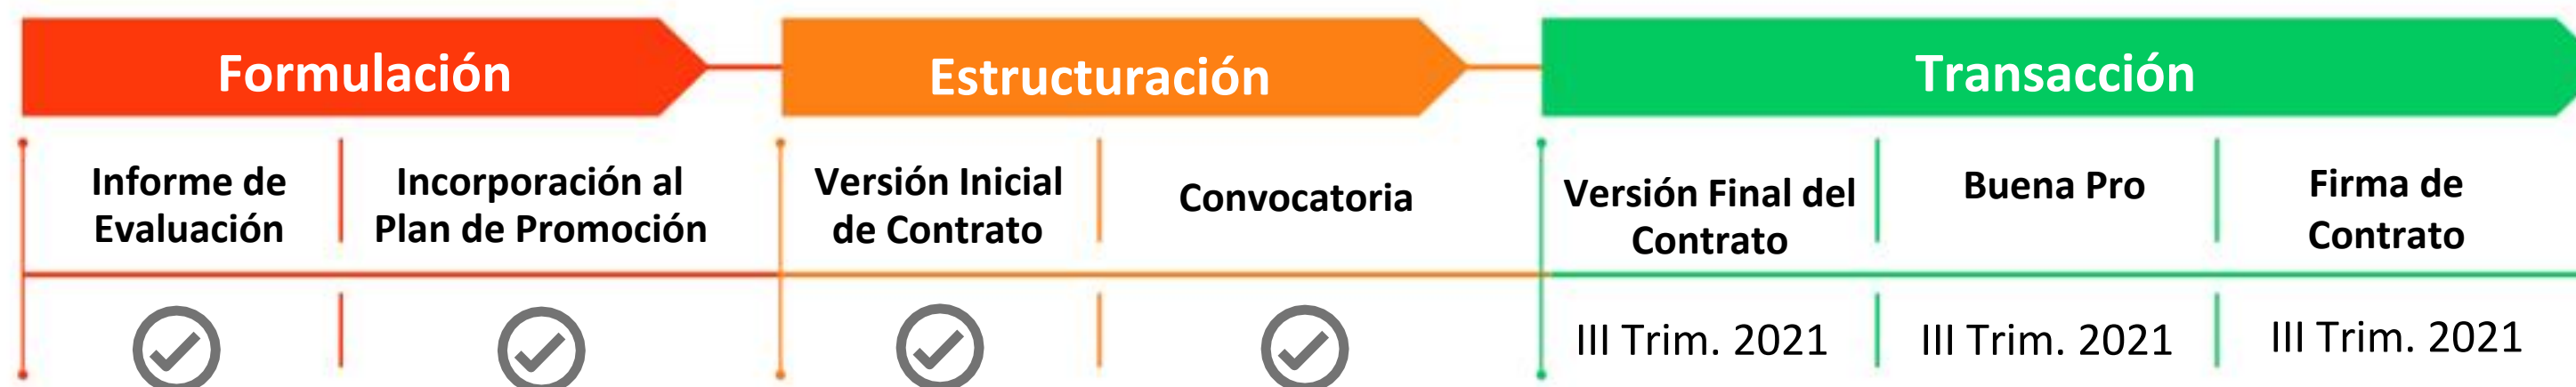 Formulación
Estructuración
Transacción
Informe de
Evaluación
Incorporación al
Plan de Promoción
Versión Inicial
de Contrato
Convocatoria
Versión Final del
Contrato
Buena Pro
Firma de
Contrato
III Trim. 2021
III Trim. 2021
III Trim. 2021